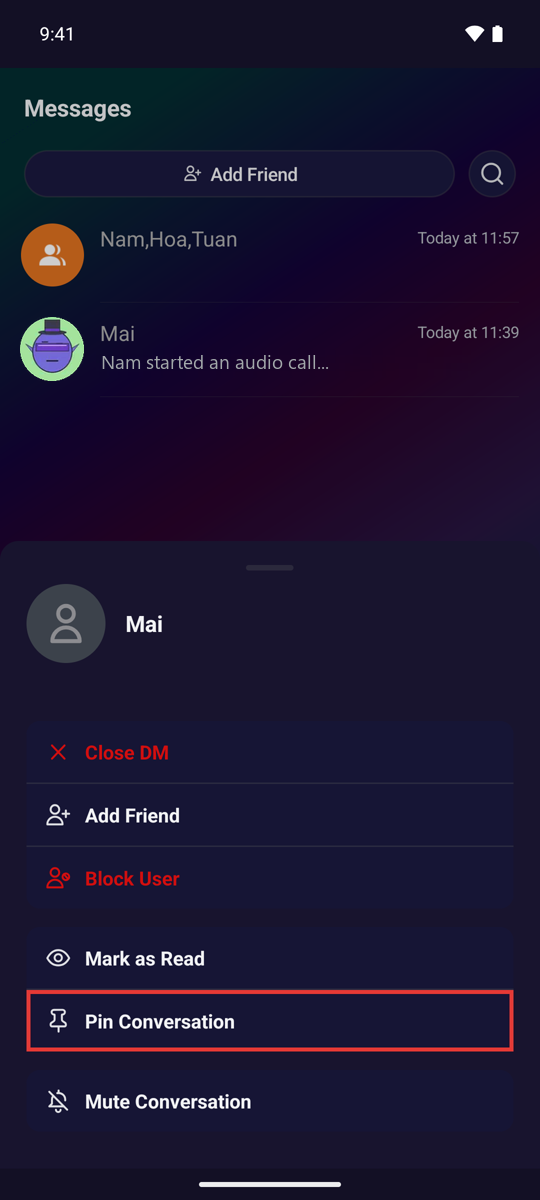 9:41
Messages
Add Friend
Nam,Hoa,Tuan
Today at 11:57
Mai
Today at 11:39
Nam started an audio call...
Mai
Close DM
Add Friend
Block User
Mark as Read
Pin Conversation
Mute Conversation